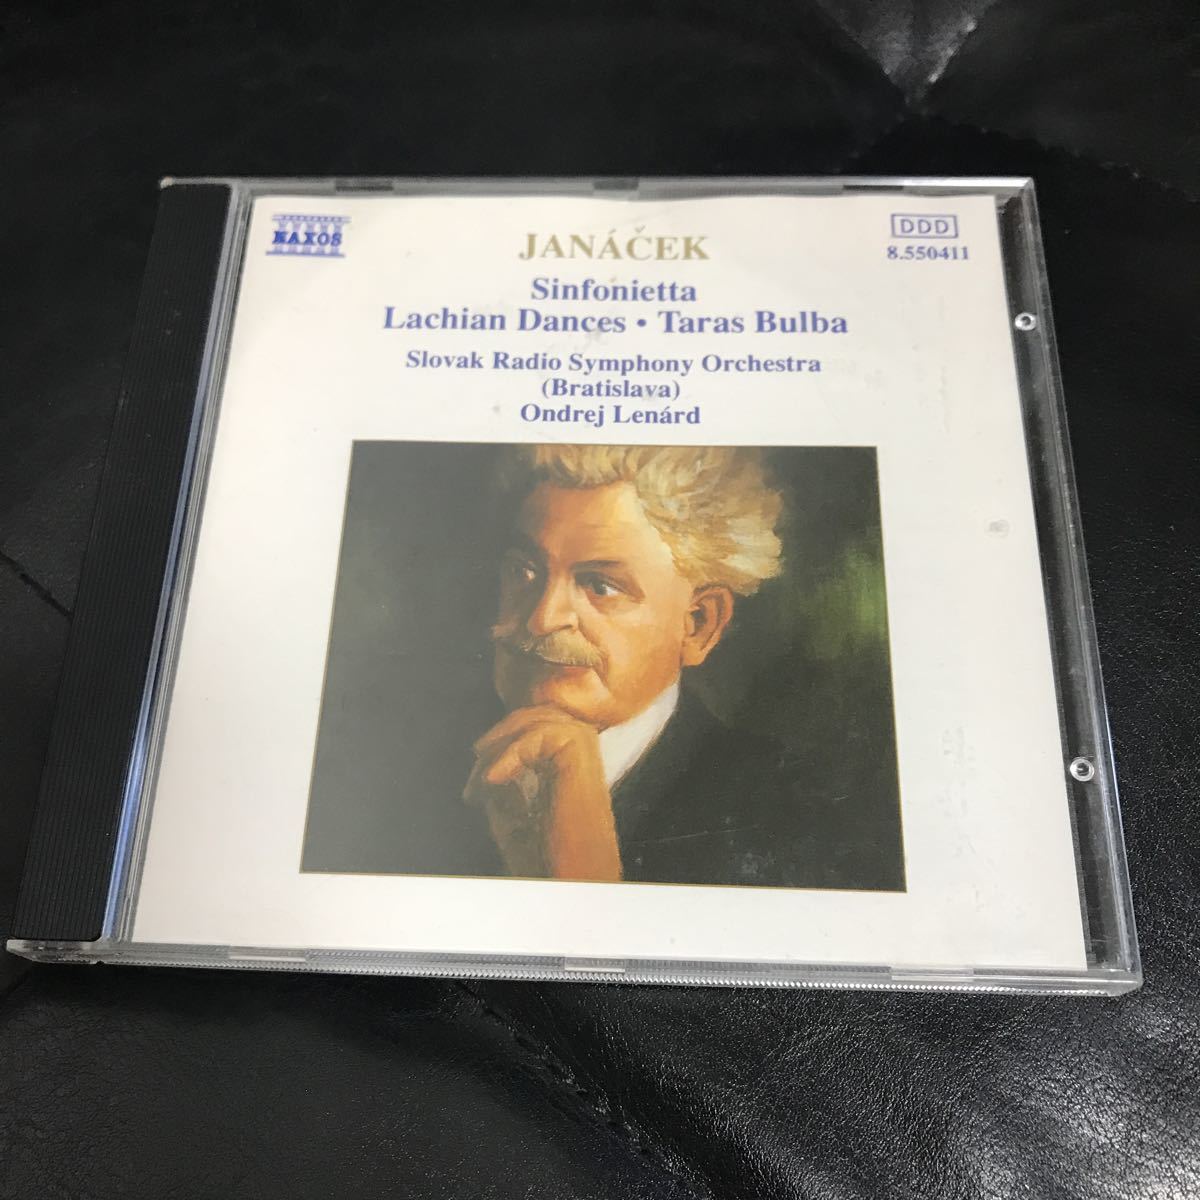 NAXOS
DDD
8.550411
JANÁČEK
Sinfonietta
Lachian Dances • Taras Bulba
Slovak Radio Symphony Orchestra
(Bratislava)
Ondrej Lenárd